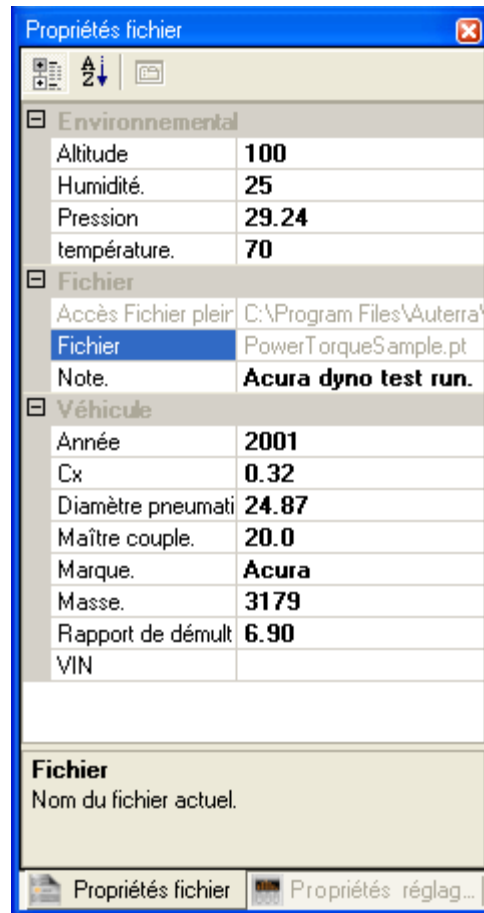 Propriétés fichier
Environnemental
Altitude 100
Humidité. 25
Pression 29.24
température. 70
Fichier
Accès Fichier plein C:\Program Files\Auterra\
Fichier PowerTorqueSample.pt
Note. Acura dyno test run.
Véhicule
Année 2001
Cx 0.32
Diamètre pneumati 24.87
Maître couple. 20.0
Marque. Acura
Masse. 3179
Rapport de démult 6.90
VIN
Fichier
Nom du fichier actuel.
Propriétés fichier Propriétés réglag...